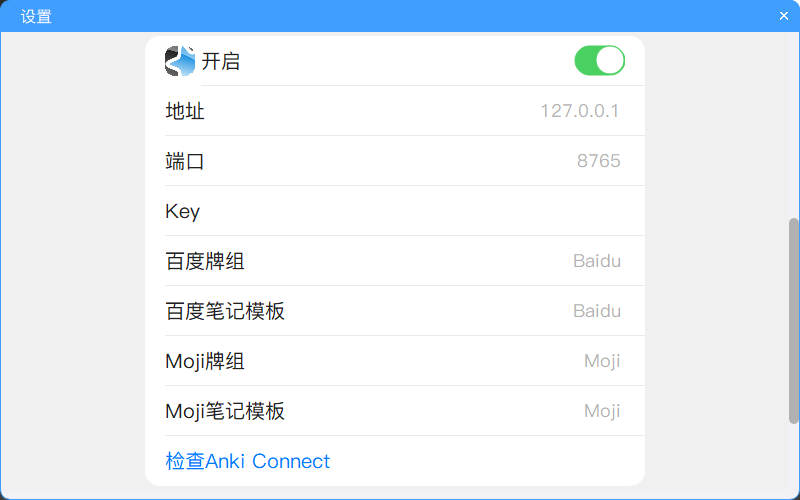 设置
开启
地址 127.0.0.1
端口 8765
Key
百度牌组 Baidu
百度笔记模板 Baidu
Moji牌组 Moji
Moji笔记模板 Moji
检查Anki Connect